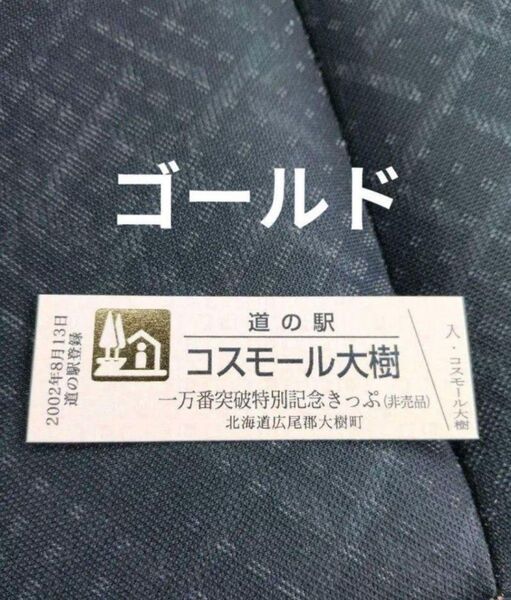 ゴールド
2002年8月13日
道の駅登録
道の駅
コスモール大樹
一万番突破特別記念きっぷ(非売品)
北海道広尾郡大樹町
入・コスモール大樹